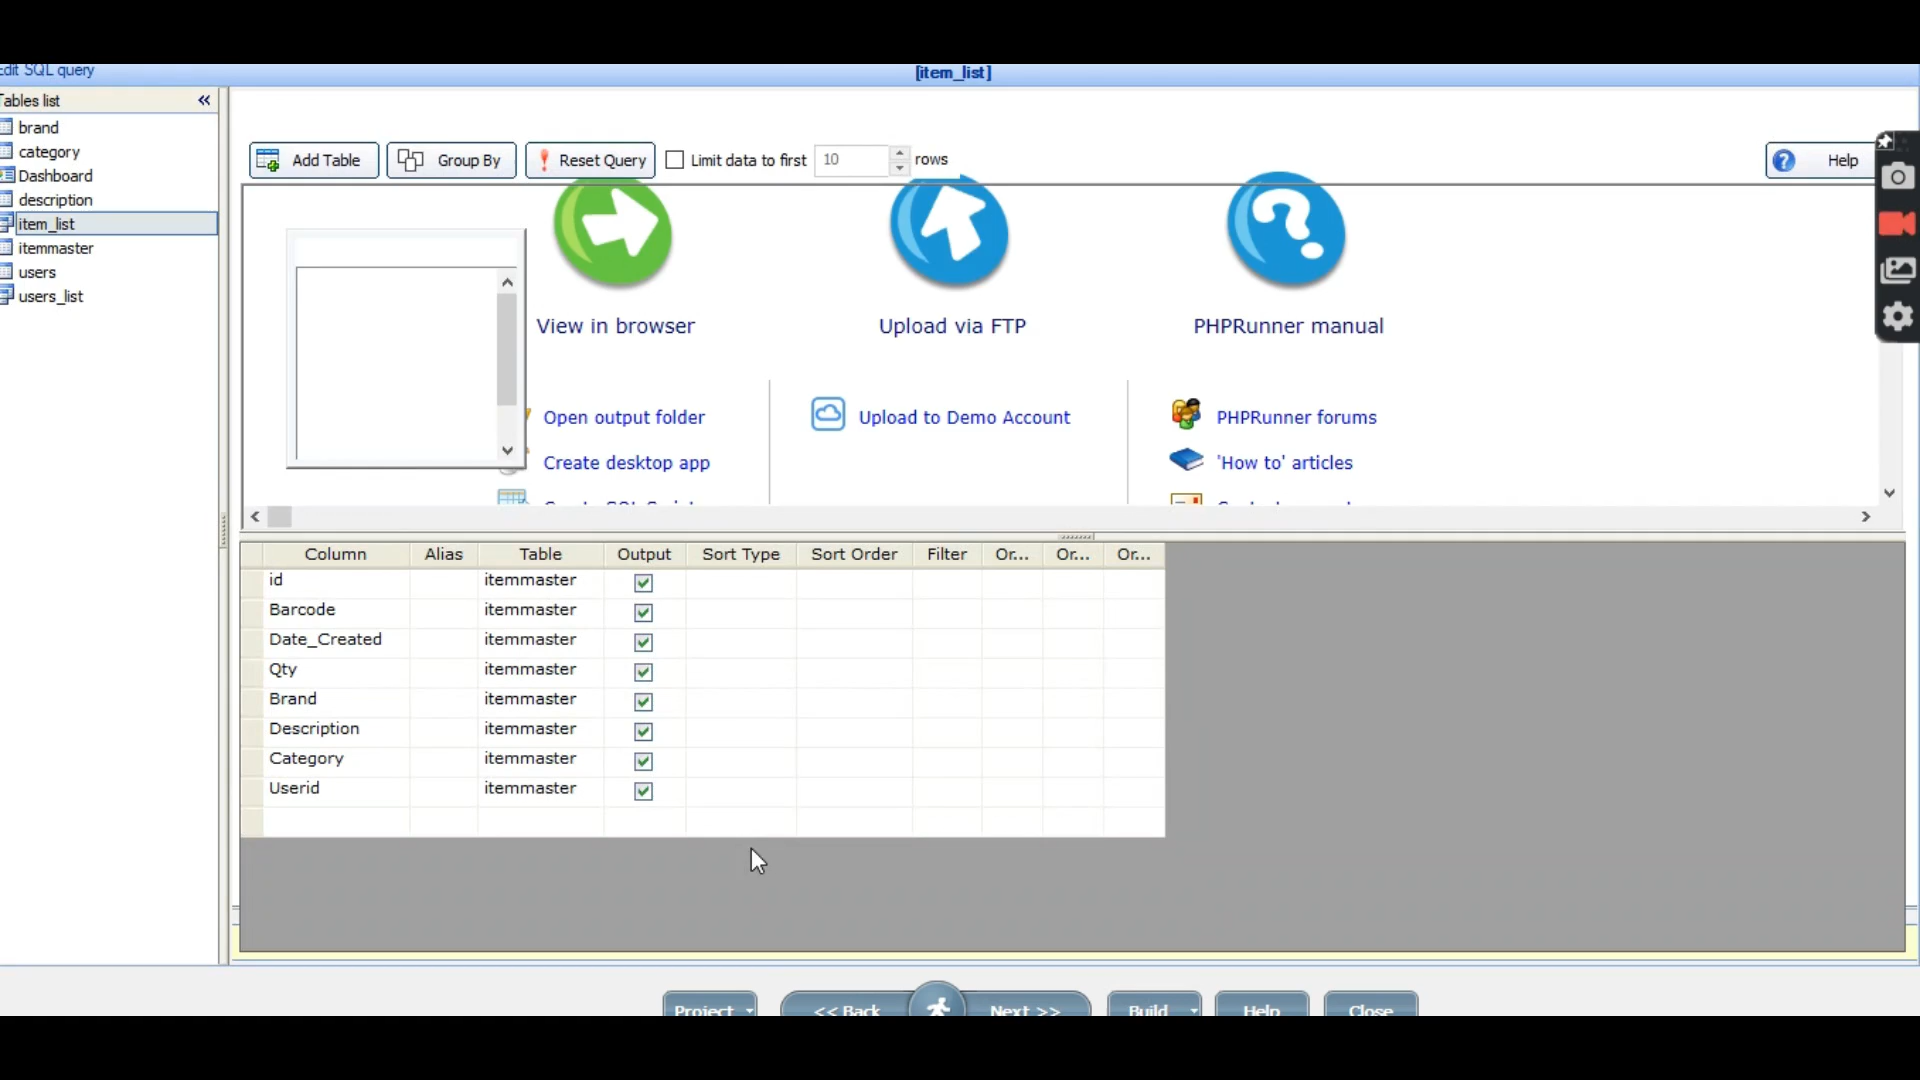 Edit SQL query
[item_list]
Tables list
brand
category
Dashboard
description
item_list
itemmaster
users
users_list
Add Table Group By Reset Query Limit data to first 10 rows Help
View in browser Upload via FTP PHPRunner manual
Open output folder Upload to Demo Account PHPRunner forums
Create desktop app 'How to' articles
Column Alias Table Output Sort Type Sort Order Filter Or... Or... Or...
id itemmaster
Barcode itemmaster
Date_Created itemmaster
Qty itemmaster
Brand itemmaster
Description itemmaster
Category itemmaster
Userid itemmaster
Project << Back Next >> Build Help Close